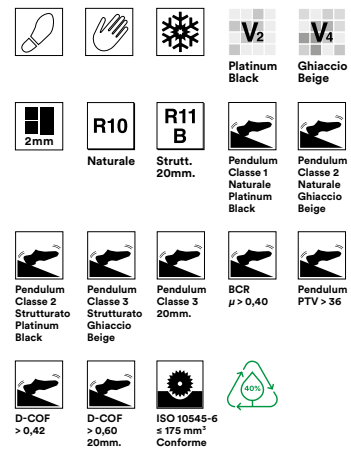 V2
V4
Platinum
Black
Ghiaccio
Beige
2mm
R10
R11
B
Naturale
Strutt.
20mm.
Pendulum
Classe 1
Naturale
Platinum
Black
Pendulum
Classe 2
Naturale
Ghiaccio
Beige
Pendulum
Classe 2
Strutturato
Platinum
Black
Pendulum
Classe 3
Strutturato
Ghiaccio
Beige
Pendulum
Classe 3
20mm.
BCR
μ > 0,40
Pendulum
PTV > 36
D-COF
> 0,42
D-COF
> 0,60
20mm.
ISO 10545-6
≤ 175 mm³
Conforme
40%